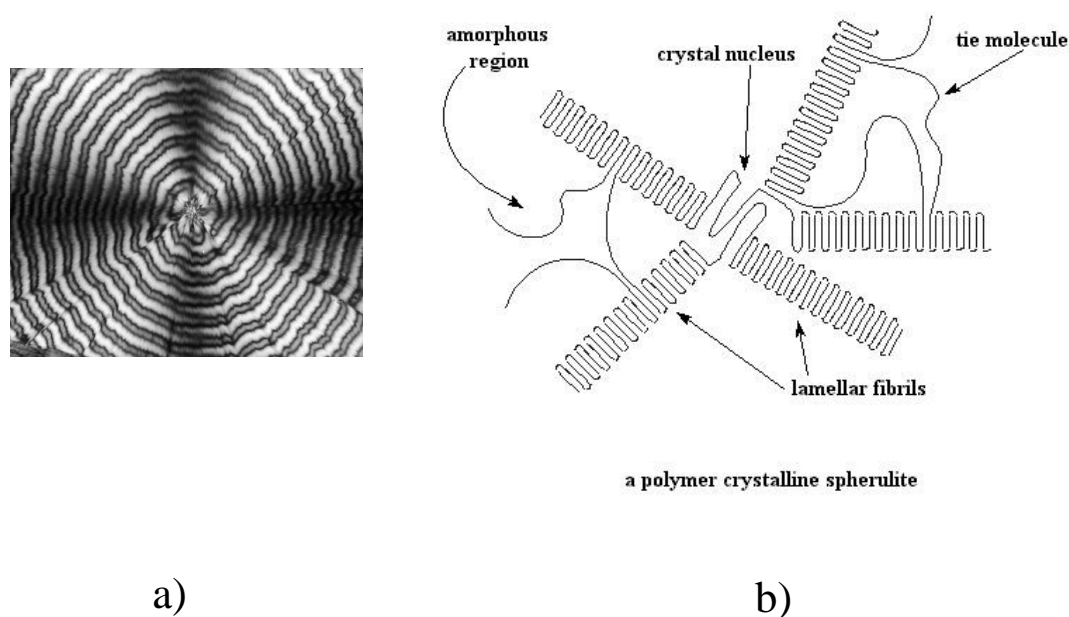 amorphous
region
crystal nucleus
tie molecule
lamellar fibrils
a polymer crystalline spherulite
a)
b)